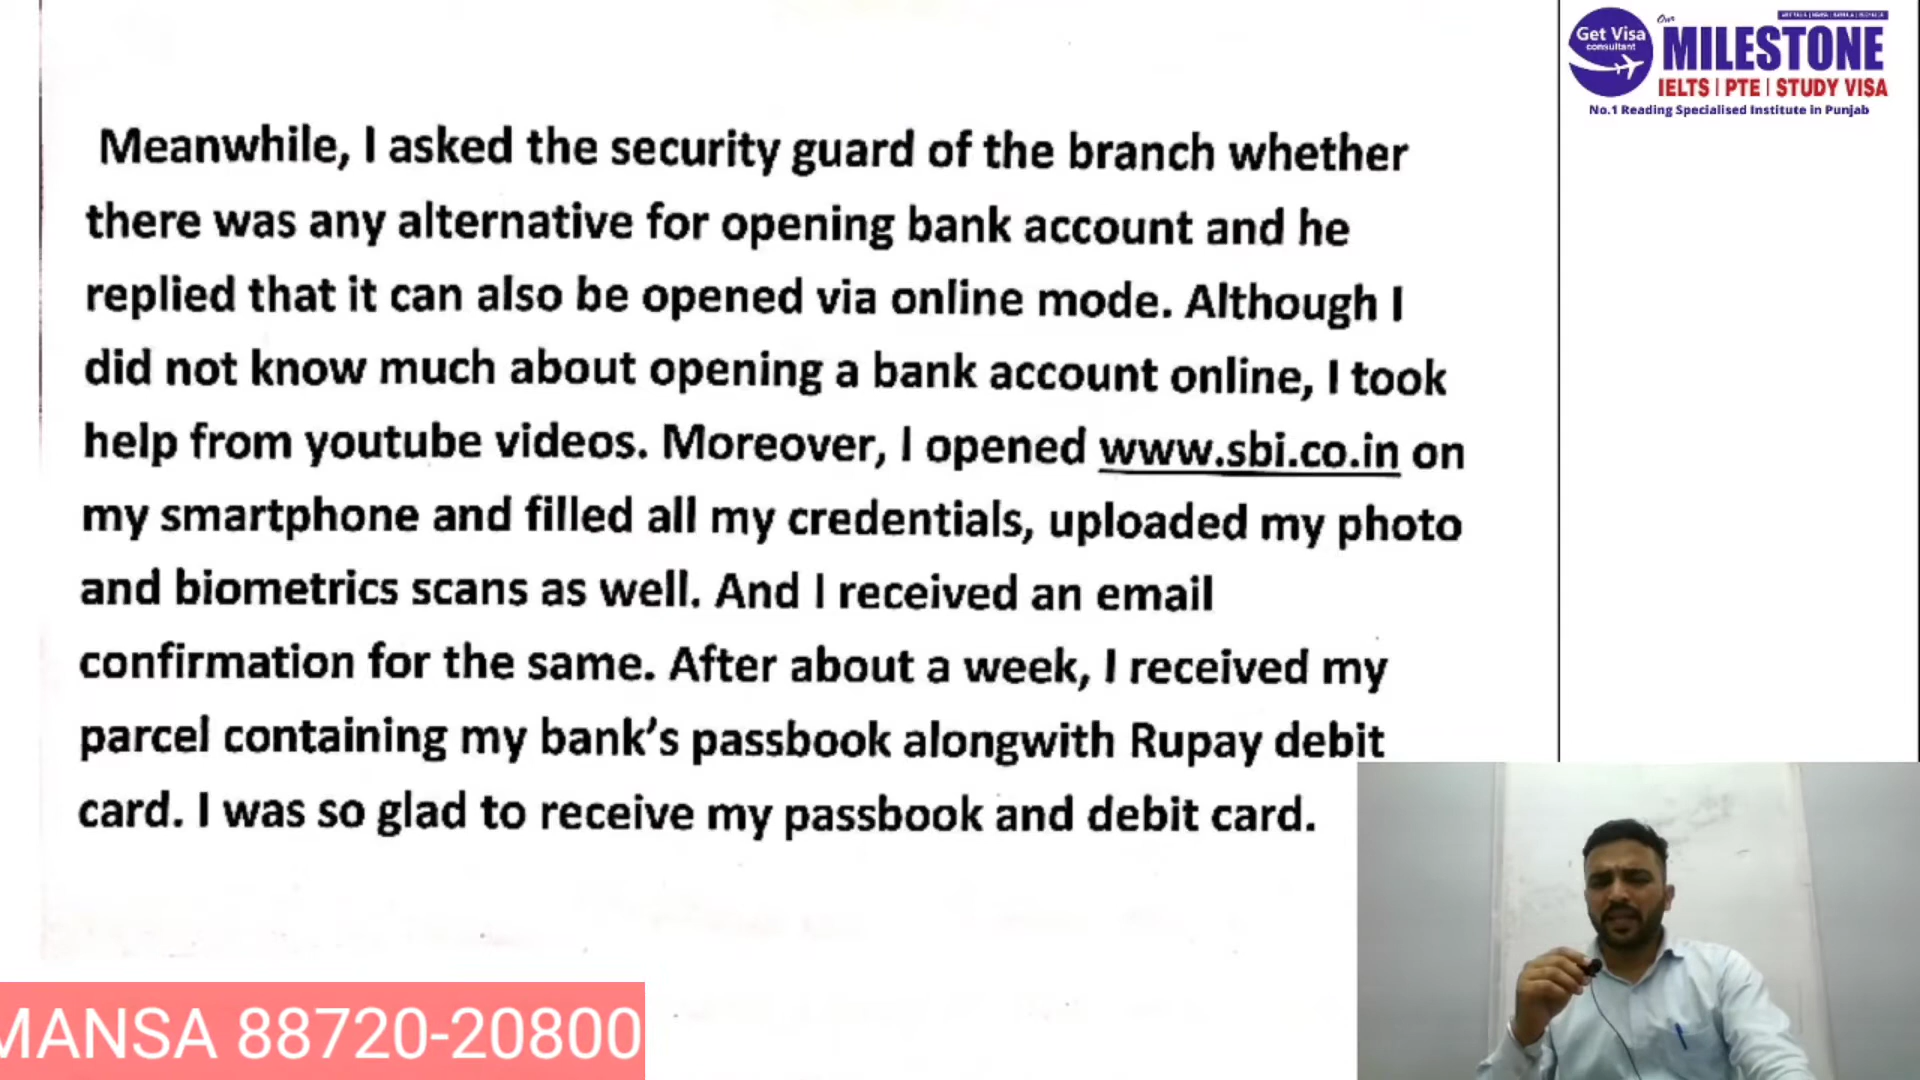 Get Visa
consultant
Our
MILESTONE
IELTS | PTE | STUDY VISA
No.1 Reading Specialised Institute in Punjab
Meanwhile, I asked the security guard of the branch whether
there was any alternative for opening bank account and he
replied that it can also be opened via online mode. Although I
did not know much about opening a bank account online, I took
help from youtube videos. Moreover, I opened www.sbi.co.in on
my smartphone and filled all my credentials, uploaded my photo
and biometrics scans as well. And I received an email
confirmation for the same. After about a week, I received my
parcel containing my bank’s passbook alongwith Rupay debit
card. I was so glad to receive my passbook and debit card.
MANSA 88720-20800